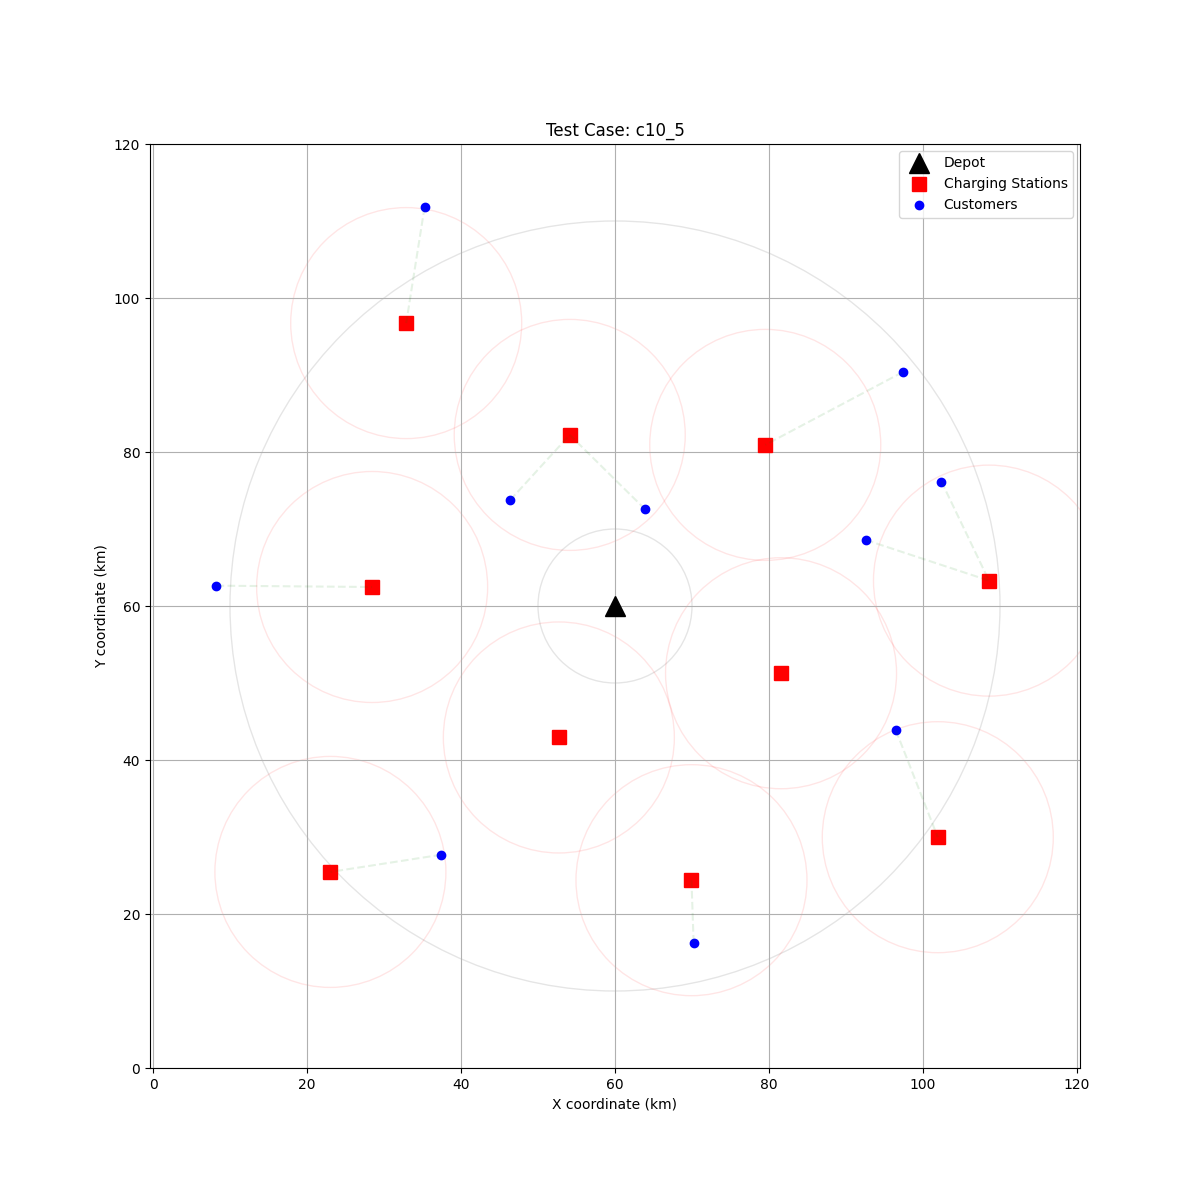 Test Case: c10_5
Depot
Charging Stations
Customers
120
100
80
60
40
20
0
Y coordinate (km)
0 20 40 60 80 100 120
X coordinate (km)